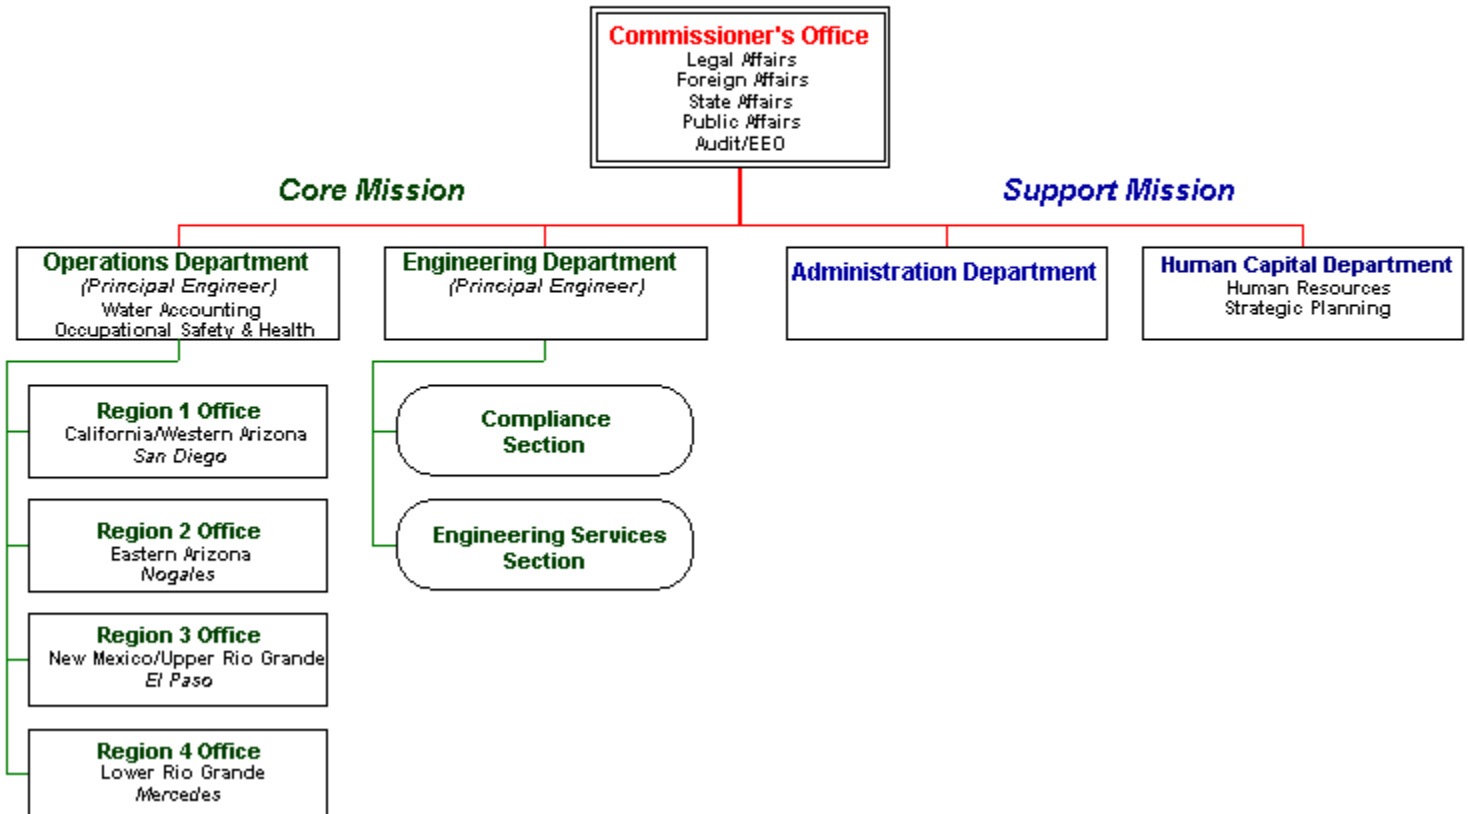 Commissioner's Office
Legal Affairs
Foreign Affairs
State Affairs
Public Affairs
Audit/EEO
Core Mission
Support Mission
Operations Department
(Principal Engineer)
Water Accounting
Occupational Safety & Health
Engineering Department
(Principal Engineer)
Administration Department
Human Capital Department
Human Resources
Strategic Planning
Region 1 Office
California/Western Arizona
San Diego
Region 2 Office
Eastern Arizona
Nogales
Region 3 Office
New Mexico/Upper Rio Grande
El Paso
Region 4 Office
Lower Rio Grande
Mercedes
Compliance
Section
Engineering Services
Section